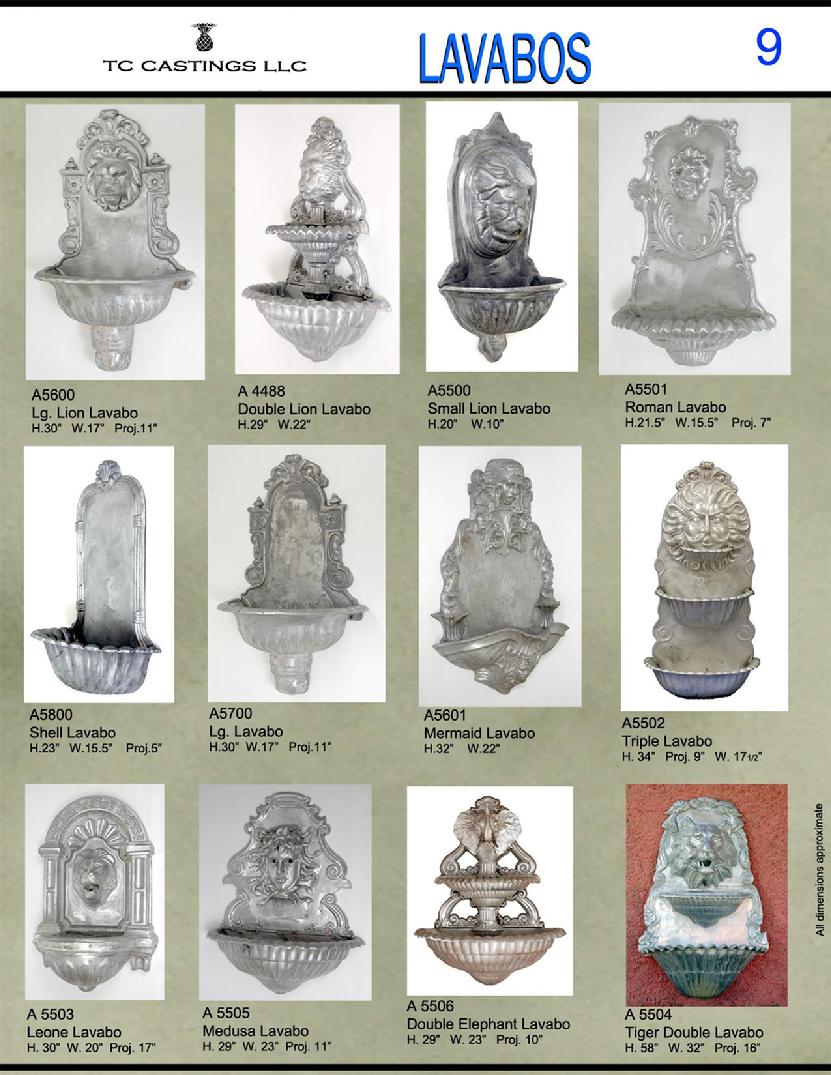 TC CASTINGS LLC
LAVABOS
9
A5600
Lg. Lion Lavabo
H.30" W.17" Proj.11"
A 4488
Double Lion Lavabo
H.29" W.22"
A5500
Small Lion Lavabo
H.20" W.10"
A5501
Roman Lavabo
H.21.5" W.15.5" Proj. 7"
A5800
Shell Lavabo
H.23" W.15.5" Proj.5"
A5700
Lg. Lavabo
H.30" W.17" Proj.11"
A5601
Mermaid Lavabo
H.32" W.22"
A5502
Triple Lavabo
H. 34" Proj. 9" W. 17 1/2"
A 5503
Leone Lavabo
H. 30" W. 20" Proj. 17"
A 5505
Medusa Lavabo
H. 29" W. 23" Proj. 11"
A 5506
Double Elephant Lavabo
H. 29" W. 23" Proj. 10"
A 5504
Tiger Double Lavabo
H. 58" W. 32" Proj. 16"
All dimensions approximate